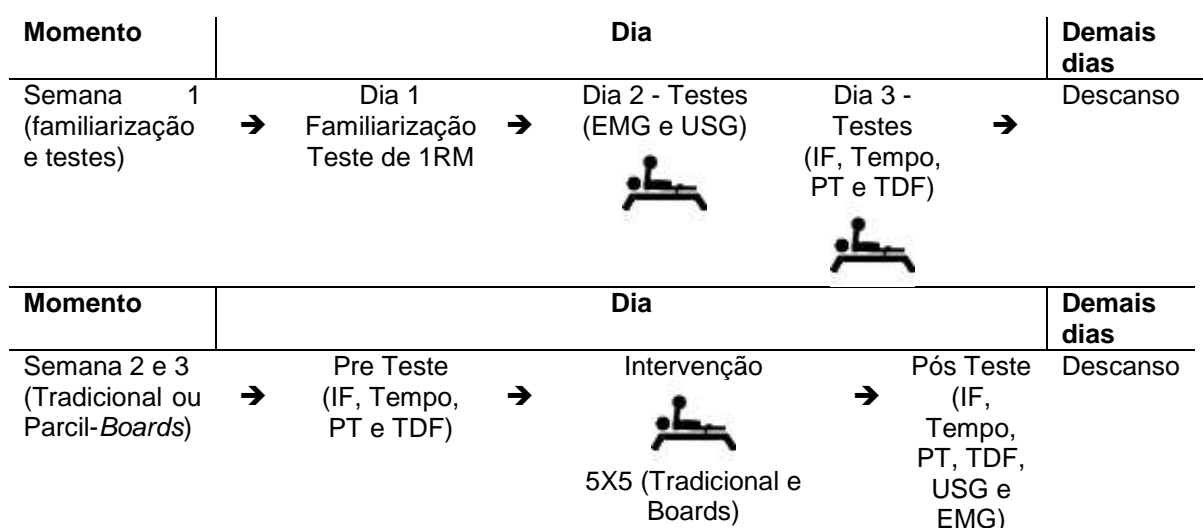 Momento Dia Demais dias
Semana 1 (familiarização e testes) ➔ Dia 1 Familiarização Teste de 1RM ➔ Dia 2 - Testes (EMG e USG) Dia 3 - Testes (IF, Tempo, PT e TDF) ➔ Descanso
Momento Dia Demais dias
Semana 2 e 3 (Tradicional ou Parcil-Boards) ➔ Pre Teste (IF, Tempo, PT e TDF) ➔ Intervenção 5X5 (Tradicional e Boards) ➔ Pós Teste (IF, Tempo, PT, TDF, USG e EMG) Descanso